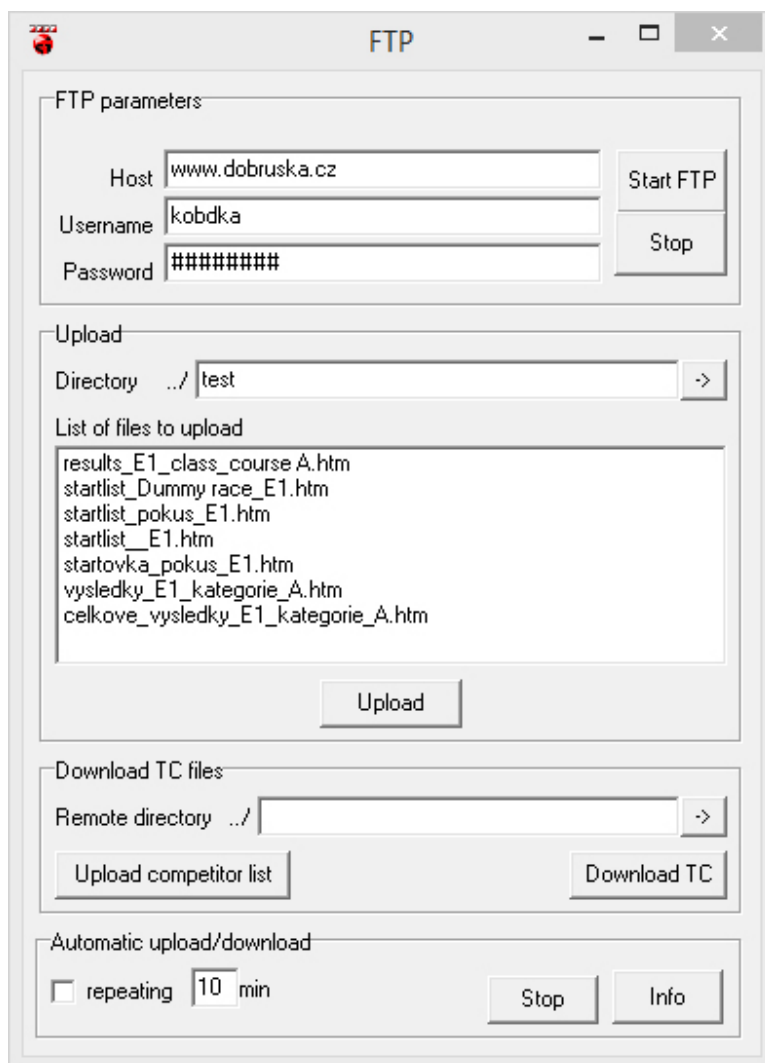 FTP
FTP parameters
Host www.dobruska.cz Start FTP
Username kobdka
Stop
Password ########
Upload
Directory ../ test ->
List of files to upload
results_E1_class_course A.htm
startlist_Dummy race_E1.htm
startlist_pokus_E1.htm
startlist__E1.htm
startovka_pokus_E1.htm
vysledky_E1_kategorie_A.htm
celkove_vysledky_E1_kategorie_A.htm
Upload
Download TC files
Remote directory ../ ->
Upload competitor list Download TC
Automatic upload/download
repeating 10 min Stop Info